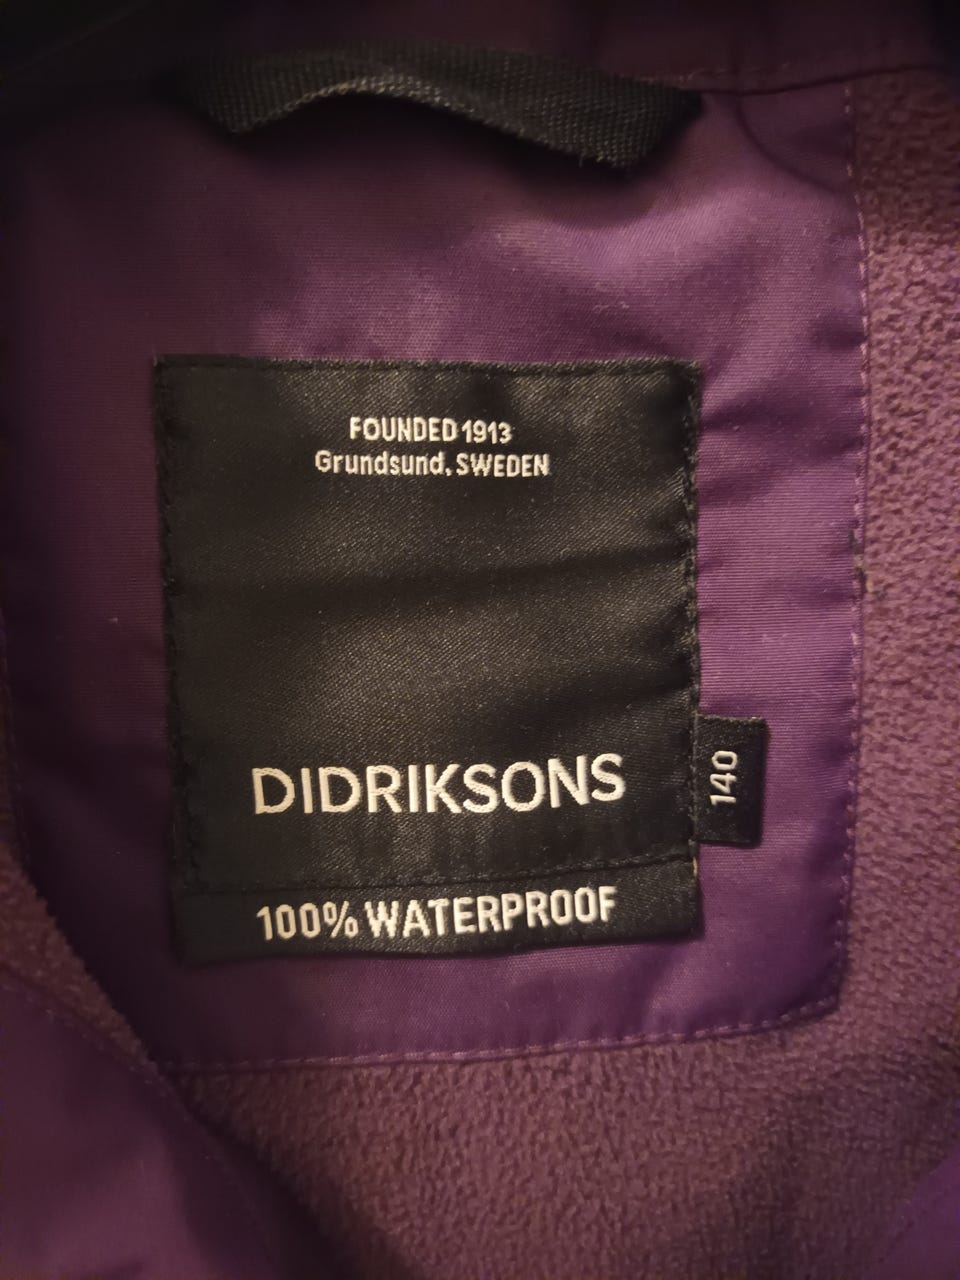 FOUNDED 1913
Grundsund, SWEDEN
DIDRIKSONS
140
100% WATERPROOF